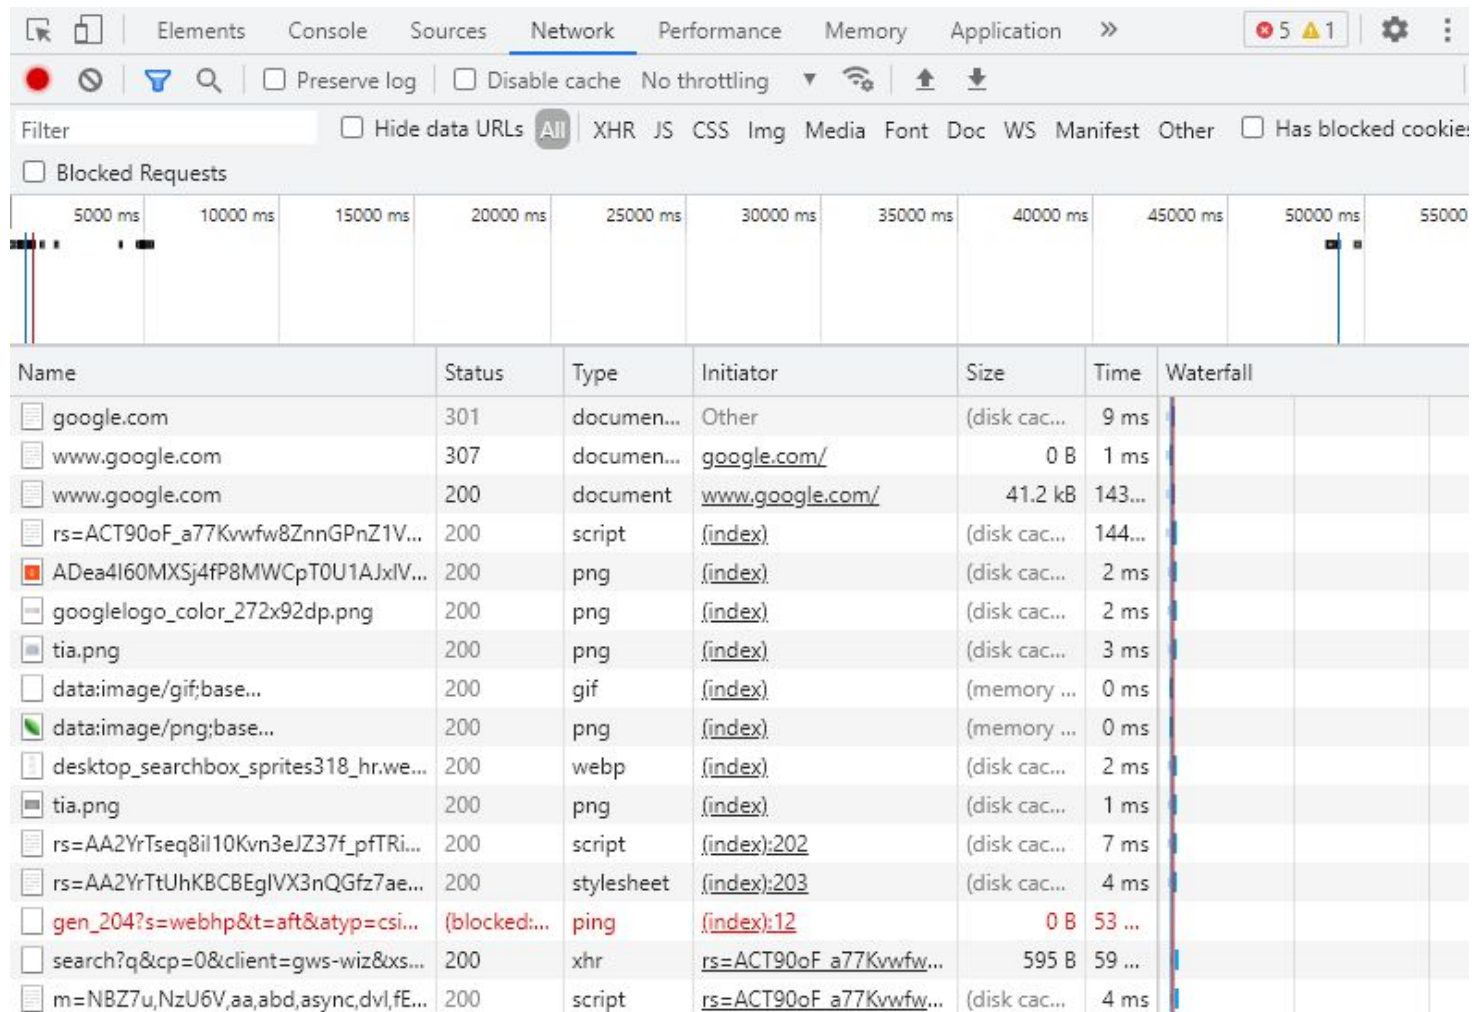 Elements Console Sources Network Performance Memory Application » 5 1
Preserve log Disable cache No throttling
Filter Hide data URLs All XHR JS CSS Img Media Font Doc WS Manifest Other Has blocked cookies
Blocked Requests
5000 ms 10000 ms 15000 ms 20000 ms 25000 ms 30000 ms 35000 ms 40000 ms 45000 ms 50000 ms 55000
Name Status Type Initiator Size Time Waterfall
google.com 301 documen... Other (disk cac... 9 ms
www.google.com 307 documen... google.com/ 0 B 1 ms
www.google.com 200 document www.google.com/ 41.2 kB 143...
rs=ACT90oF_a77Kvwfw8ZnnGPnZ1V... 200 script (index) (disk cac... 144...
ADea4I60MXSj4fP8MWCpT0U1AJxIV... 200 png (index) (disk cac... 2 ms
googlelogo_color_272x92dp.png 200 png (index) (disk cac... 2 ms
tia.png 200 png (index) (disk cac... 3 ms
data:image/gif;base... 200 gif (index) (memory ... 0 ms
data:image/png;base... 200 png (index) (memory ... 0 ms
desktop_searchbox_sprites318_hr.we... 200 webp (index) (disk cac... 2 ms
tia.png 200 png (index) (disk cac... 1 ms
rs=AA2YrTseq8il10Kvn3eJZ37f_pfTRi... 200 script (index):202 (disk cac... 7 ms
rs=AA2YrTtUhKBCBEgIVX3nQGfz7ae... 200 stylesheet (index):203 (disk cac... 4 ms
gen_204?s=webhp&t=aft&atyp=csi... (blocked:... ping (index):12 0 B 53 ...
search?q&cp=0&client=gws-wiz&xs... 200 xhr rs=ACT90oF_a77Kvwfw... 595 B 59 ...
m=NBZ7u,NzU6V,aa,abd,async,dvl,fE... 200 script rs=ACT90oF_a77Kvwfw... (disk cac... 4 ms